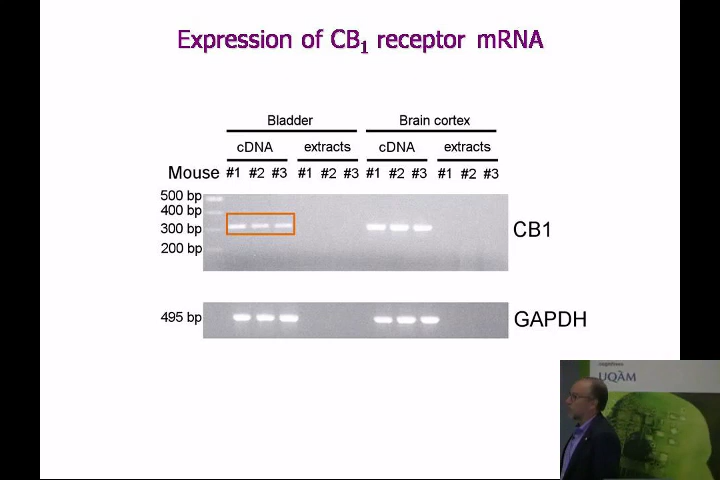 Expression of CB1 receptor mRNA
Bladder Brain cortex
cDNA extracts cDNA extracts
Mouse #1 #2 #3 #1 #2 #3 #1 #2 #3 #1 #2 #3
500 bp
400 bp
300 bp CB1
200 bp
495 bp GAPDH
UQÀM